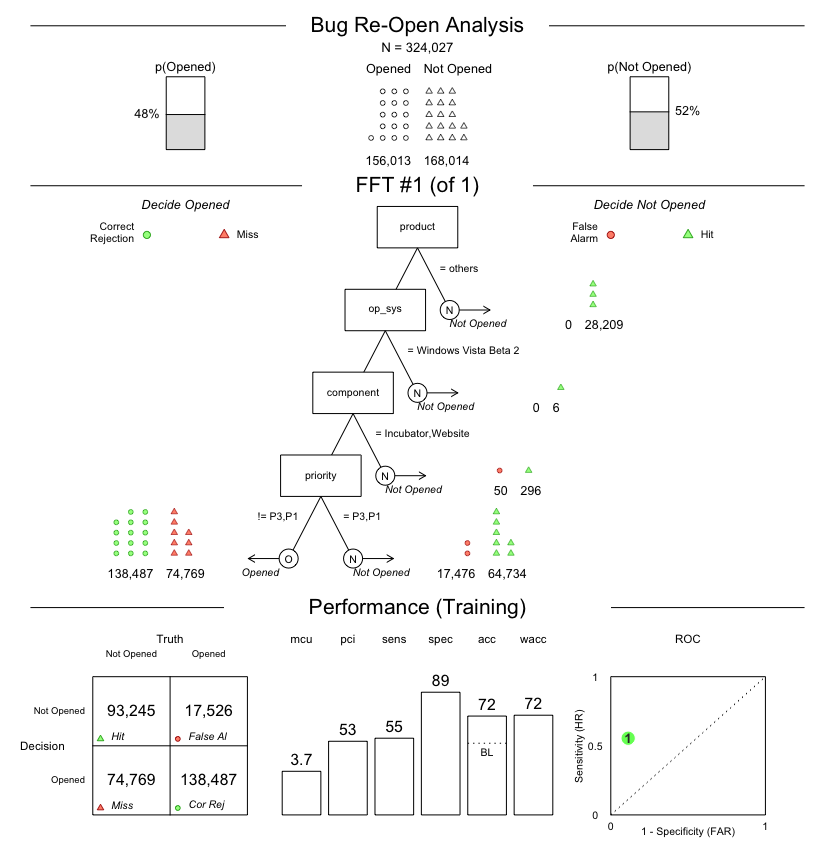 Bug Re-Open Analysis
N = 324,027
p(Opened)
Opened Not Opened
p(Not Opened)
48%
52%
156,013 168,014
FFT #1 (of 1)
Decide Opened
Decide Not Opened
Correct
Rejection
Miss
False
Alarm
Hit
product
= others
op_sys
N
Not Opened
0 28,209
= Windows Vista Beta 2
component
N
Not Opened
0 6
= Incubator,Website
priority
N
Not Opened
50 296
!= P3,P1
= P3,P1
O
N
Opened
Not Opened
138,487 74,769
17,476 64,734
Performance (Training)
Truth
Not Opened Opened
mcu pci sens spec acc wacc
ROC
Decision
Not Opened
93,245
Hit
17,526
False Al
Opened
74,769
Miss
138,487
Cor Rej
3.7
53
55
89
72
72
BL
Sensitivity (HR)
1
0.5
0
1
0 1
1 - Specificity (FAR)